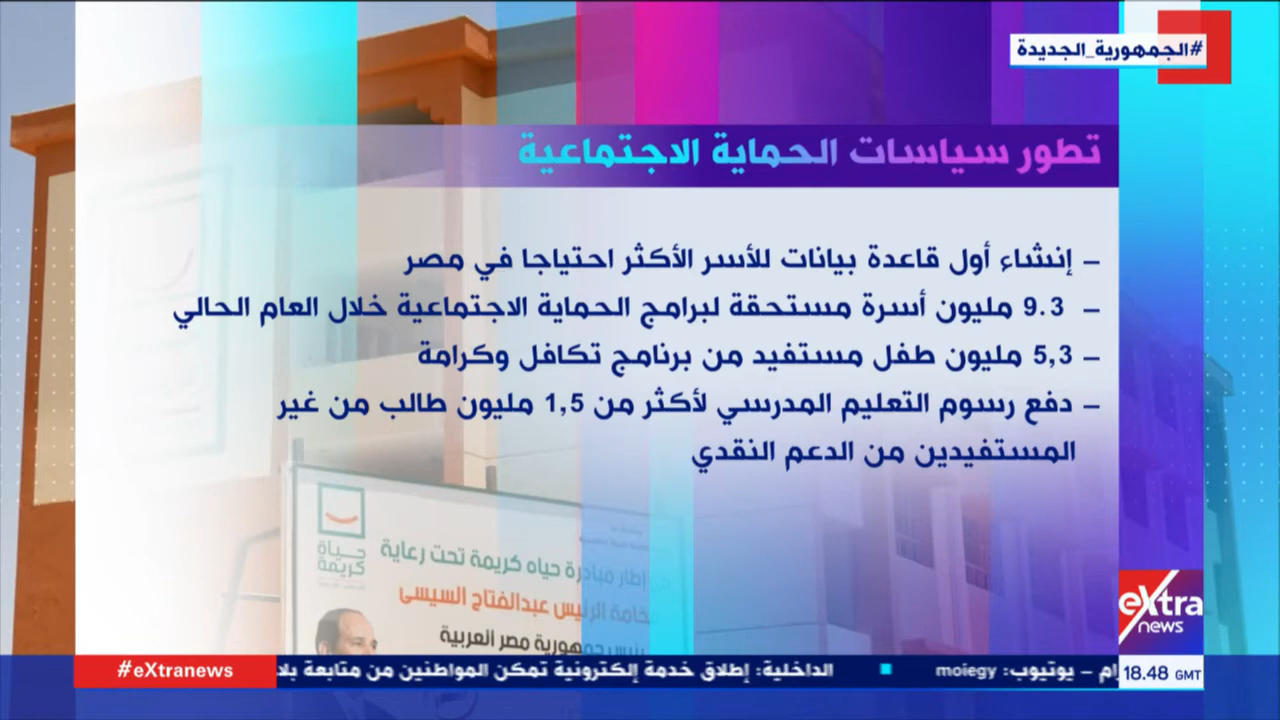 #الجمهورية_الجديدة
تطور سياسات الحماية الاجتماعية
– إنشاء أول قاعدة بيانات للأسر الأكثر احتياجا في مصر
– 9.3 مليون أسرة مستحقة لبرامج الحماية الاجتماعية خلال العام الحالي
– 5,3 مليون طفل مستفيد من برنامج تكافل وكرامة
– دفع رسوم التعليم المدرسي لأكثر من 1,5 مليون طالب من غير
المستفيدين من الدعم النقدي
حياة
كريمة
إطار مبادرة حياه كريمة تحت رعاية
الرئيس عبدالفتاح السيسى
جمهورية مصر العربية
eXtra
news
#eXtranews
الداخلية: إطلاق خدمة إلكترونية تمكن المواطنين من متابعة
– يوتيوب: moiegy
18.48 GMT